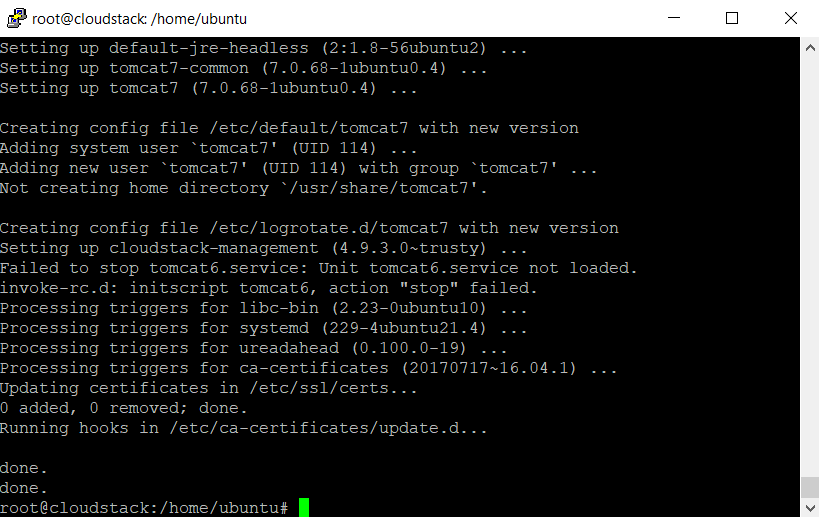 root@cloudstack: /home/ubuntu
Setting up default-jre-headless (2:1.8-56ubuntu2) ...
Setting up tomcat7-common (7.0.68-1ubuntu0.4) ...
Setting up tomcat7 (7.0.68-1ubuntu0.4) ...
Creating config file /etc/default/tomcat7 with new version
Adding system user `tomcat7' (UID 114) ...
Adding new user `tomcat7' (UID 114) with group `tomcat7' ...
Not creating home directory `/usr/share/tomcat7'.
Creating config file /etc/logrotate.d/tomcat7 with new version
Setting up cloudstack-management (4.9.3.0~trusty) ...
Failed to stop tomcat6.service: Unit tomcat6.service not loaded.
invoke-rc.d: initscript tomcat6, action "stop" failed.
Processing triggers for libc-bin (2.23-0ubuntu10) ...
Processing triggers for systemd (229-4ubuntu21.4) ...
Processing triggers for ureadahead (0.100.0-19) ...
Processing triggers for ca-certificates (20170717~16.04.1) ...
Updating certificates in /etc/ssl/certs...
0 added, 0 removed; done.
Running hooks in /etc/ca-certificates/update.d...
done.
done.
root@cloudstack:/home/ubuntu#